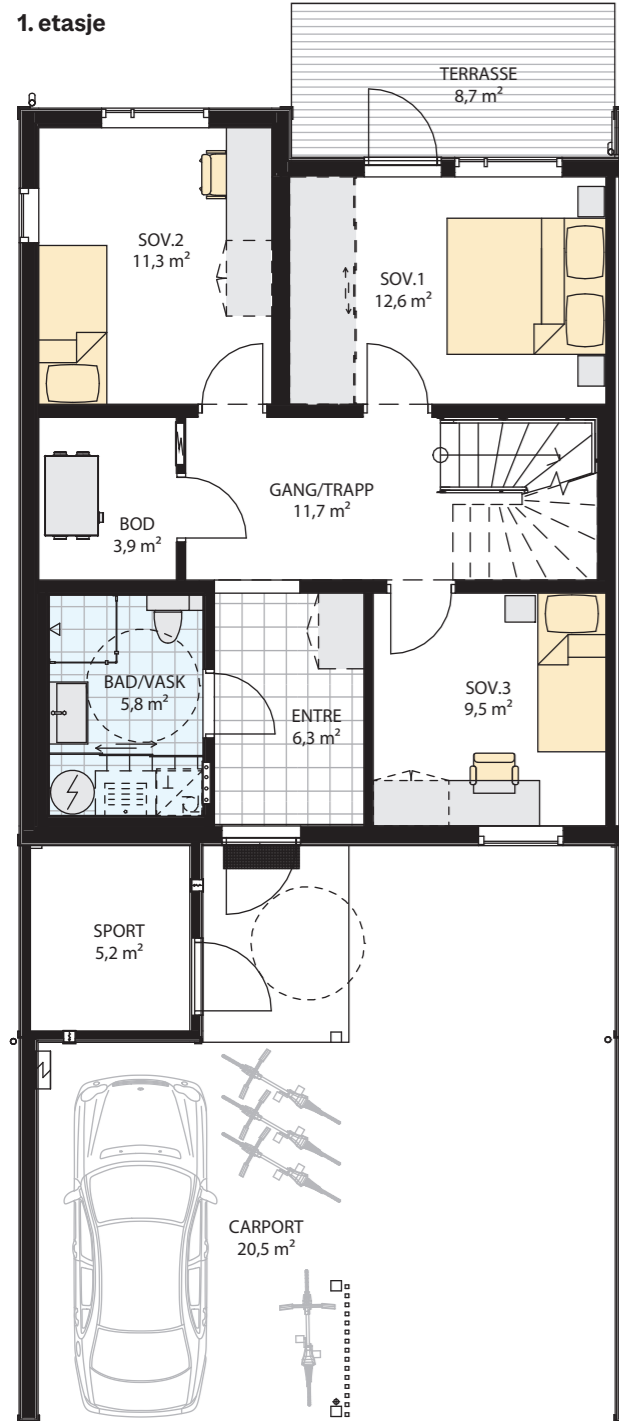 1. etasje
TERRASSE
8,7 m²
SOV.2
11,3 m²
SOV.1
12,6 m²
GANG/TRAPP
11,7 m²
BOD
3,9 m²
BAD/VASK
5,8 m²
ENTRE
6,3 m²
SOV.3
9,5 m²
SPORT
5,2 m²
CARPORT
20,5 m²